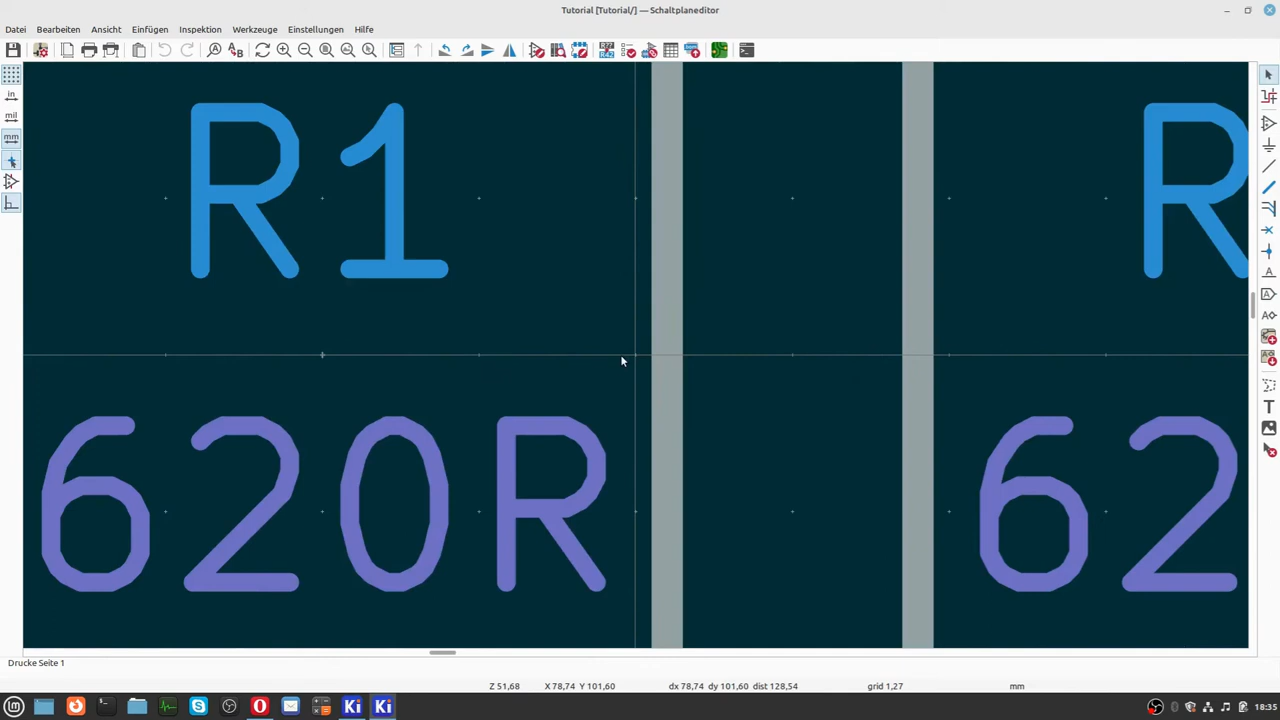 Tutorial [Tutorial/] — Schaltplaneditor
Datei Bearbeiten Ansicht Einfügen Inspektion Werkzeuge Einstellungen Hilfe
in
mil
mm
R1
R
620R
62
Drucke Seite 1
Z 51,68 X 78,74 Y 101,60 dx 78,74 dy 101,60 dist 128,54 grid 1,27 mm
Ki Ki
18:35